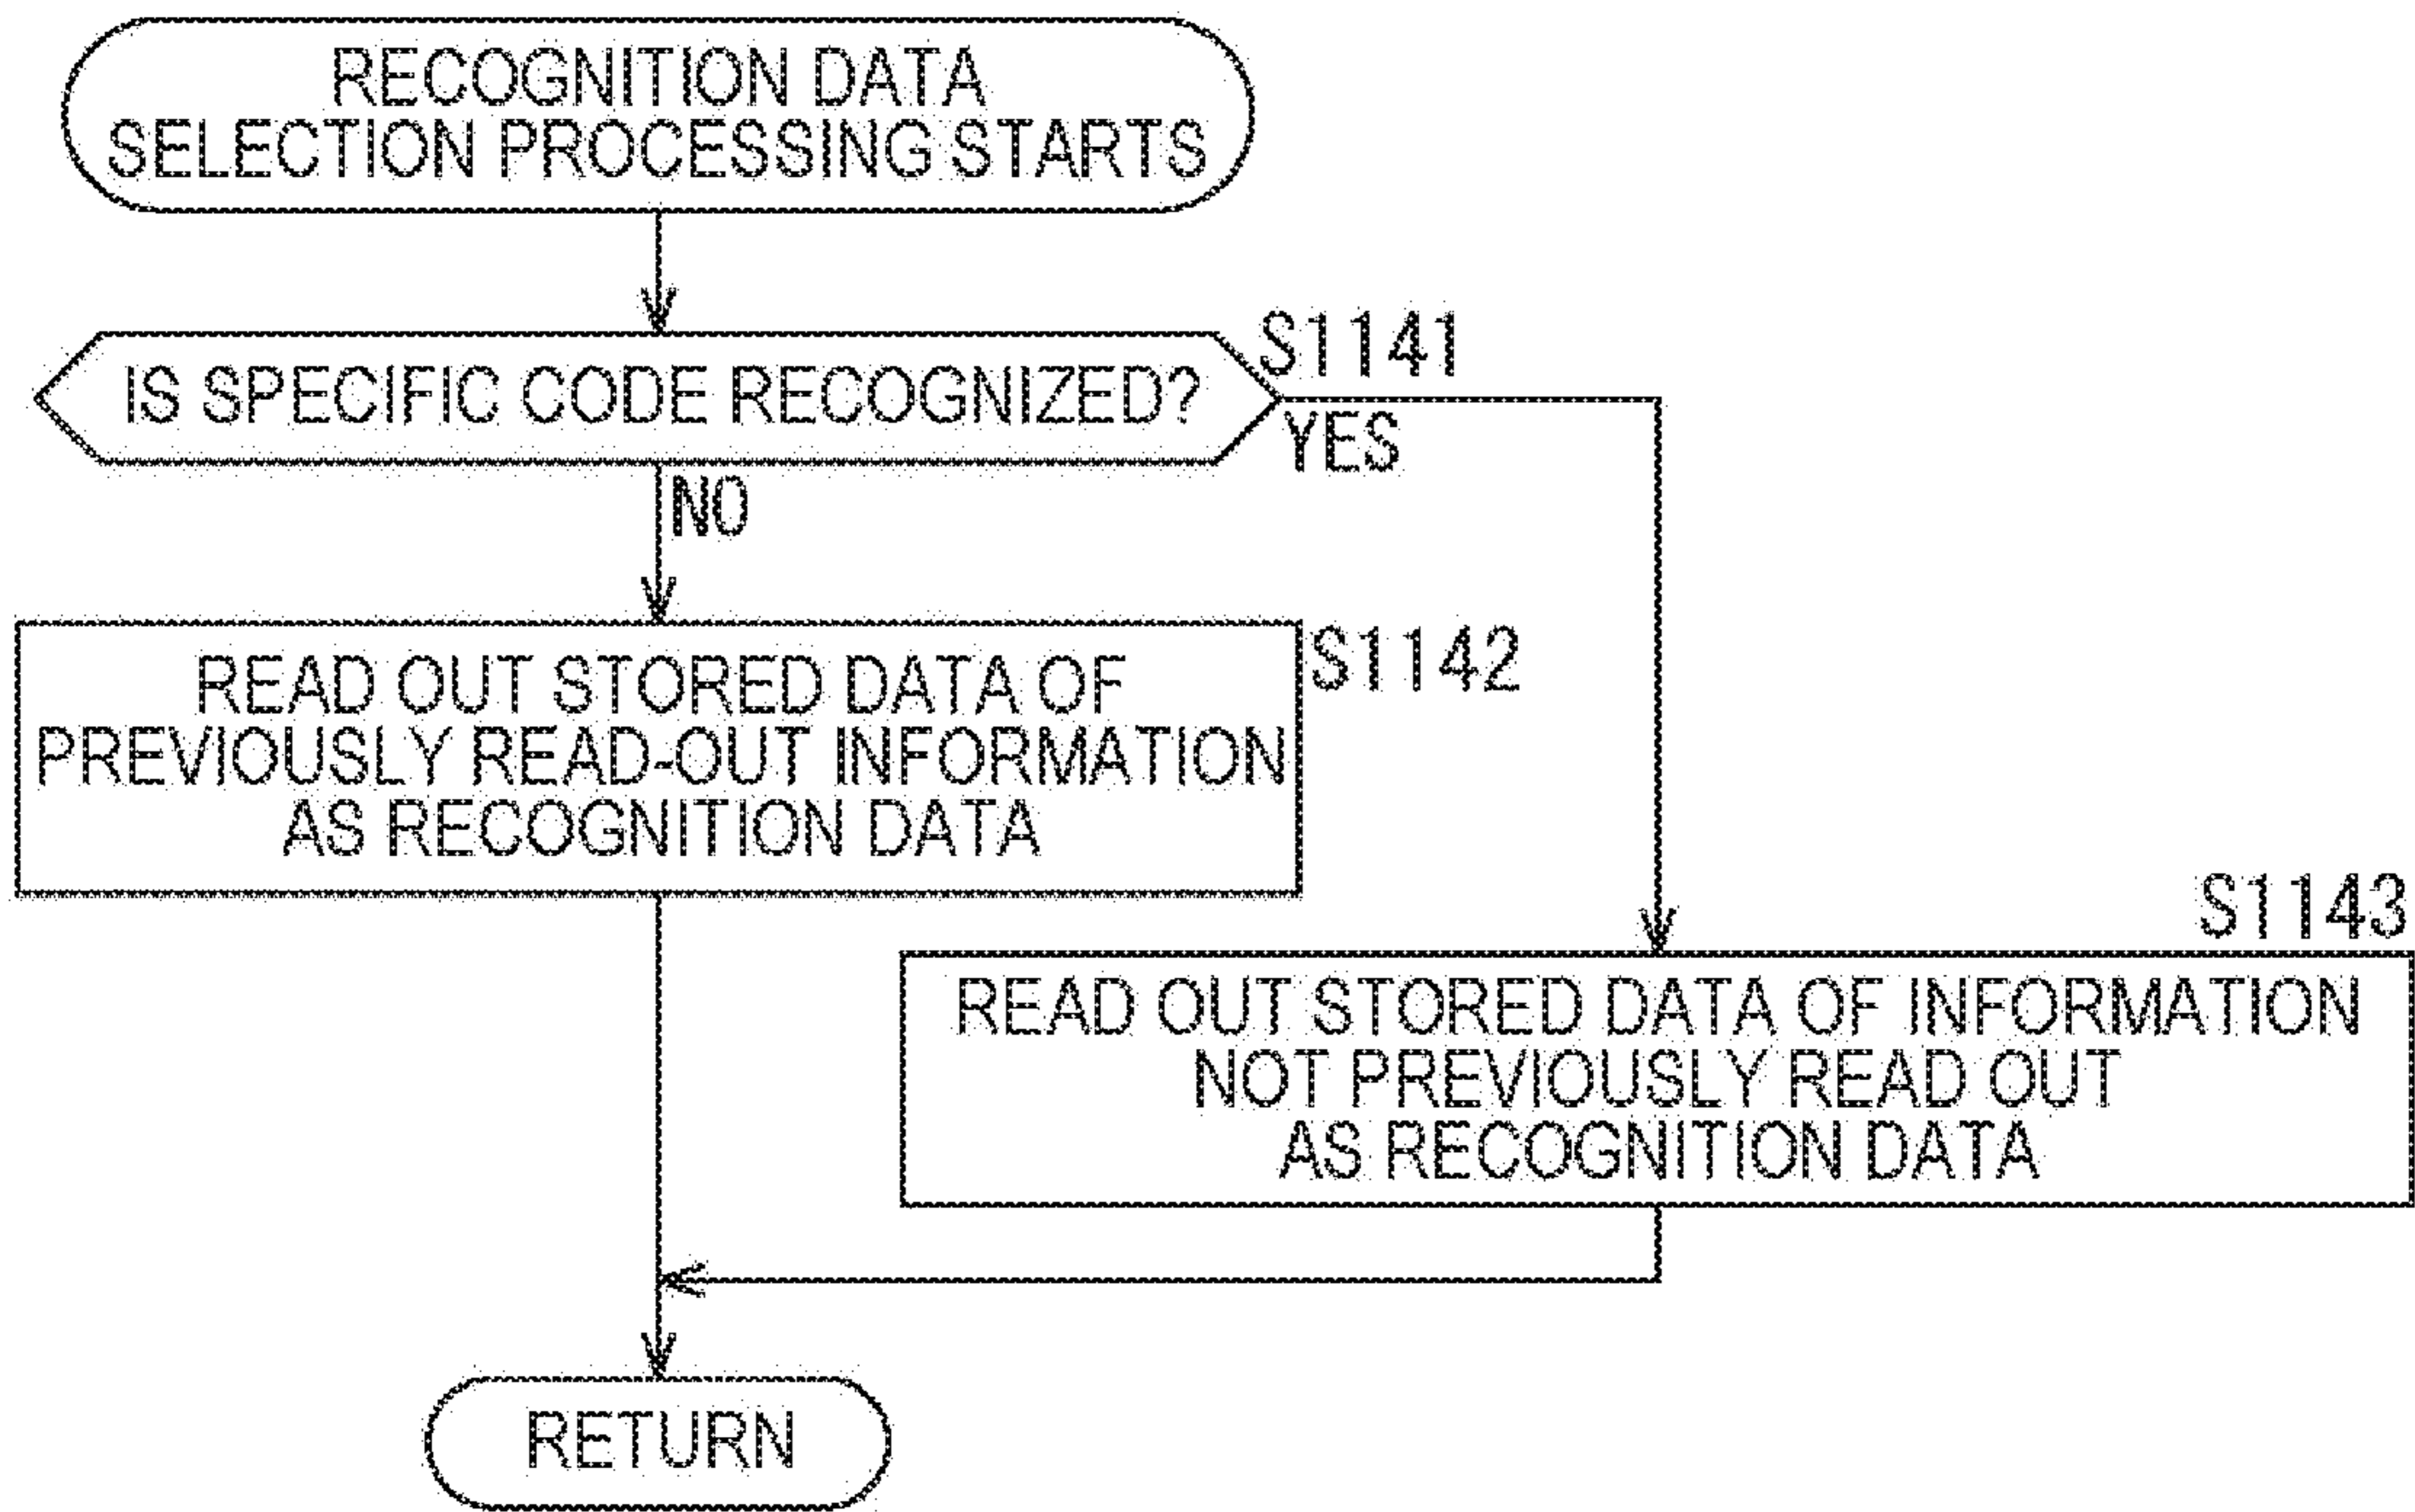 RECOGNITION DATA
SELECTION PROCESSING STARTS
S1141
IS SPECIFIC CODE RECOGNIZED?
YES
NO
S1142
READ OUT STORED DATA OF
PREVIOUSLY READ-OUT INFORMATION
AS RECOGNITION DATA
S1143
READ OUT STORED DATA OF INFORMATION
NOT PREVIOUSLY READ OUT
AS RECOGNITION DATA
RETURN